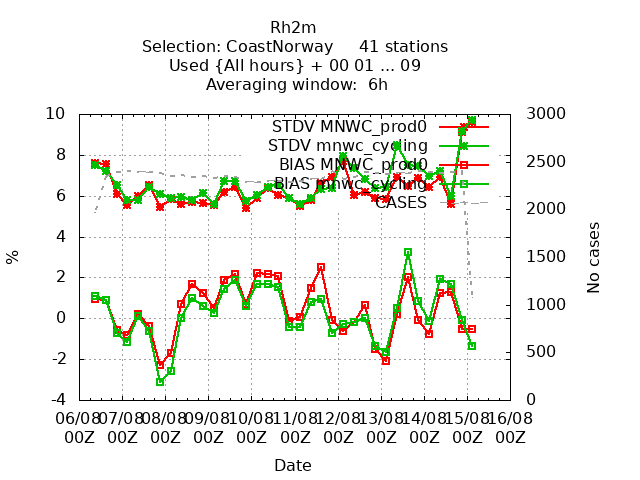 Rh2m
Selection: CoastNorway 41 stations
Used {All hours} + 00 01 ... 09
Averaging window: 6h
STDV MNWC_prod0
STDV mnwc_cycling
BIAS MNWC_prod0
BIAS mnwc_cycling
CASES
10
8
6
4
2
0
-2
-4
%
3000
2500
2000
1500
1000
500
0
No cases
06/08 07/08 08/08 09/08 10/08 11/08 12/08 13/08 14/08 15/08 16/08
00Z 00Z 00Z 00Z 00Z 00Z 00Z 00Z 00Z 00Z 00Z
Date